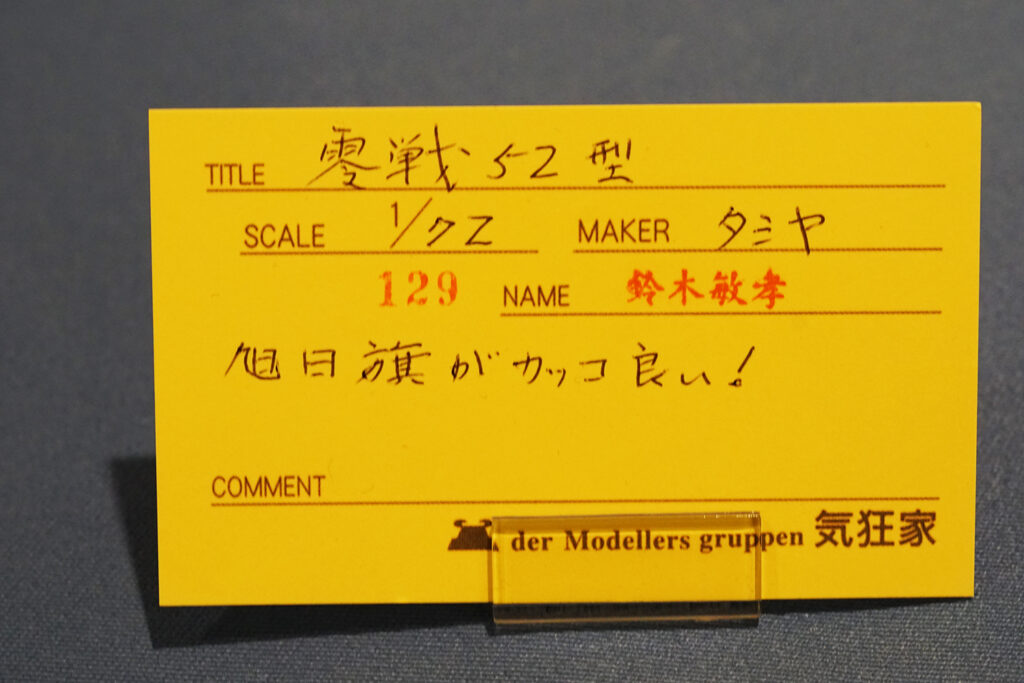 TITLE 零戦52型
SCALE 1/72 MAKER タミヤ
129 NAME 鈴木敏孝
旭日旗がカッコ良い!
COMMENT
der Modellers gruppen 気狂家